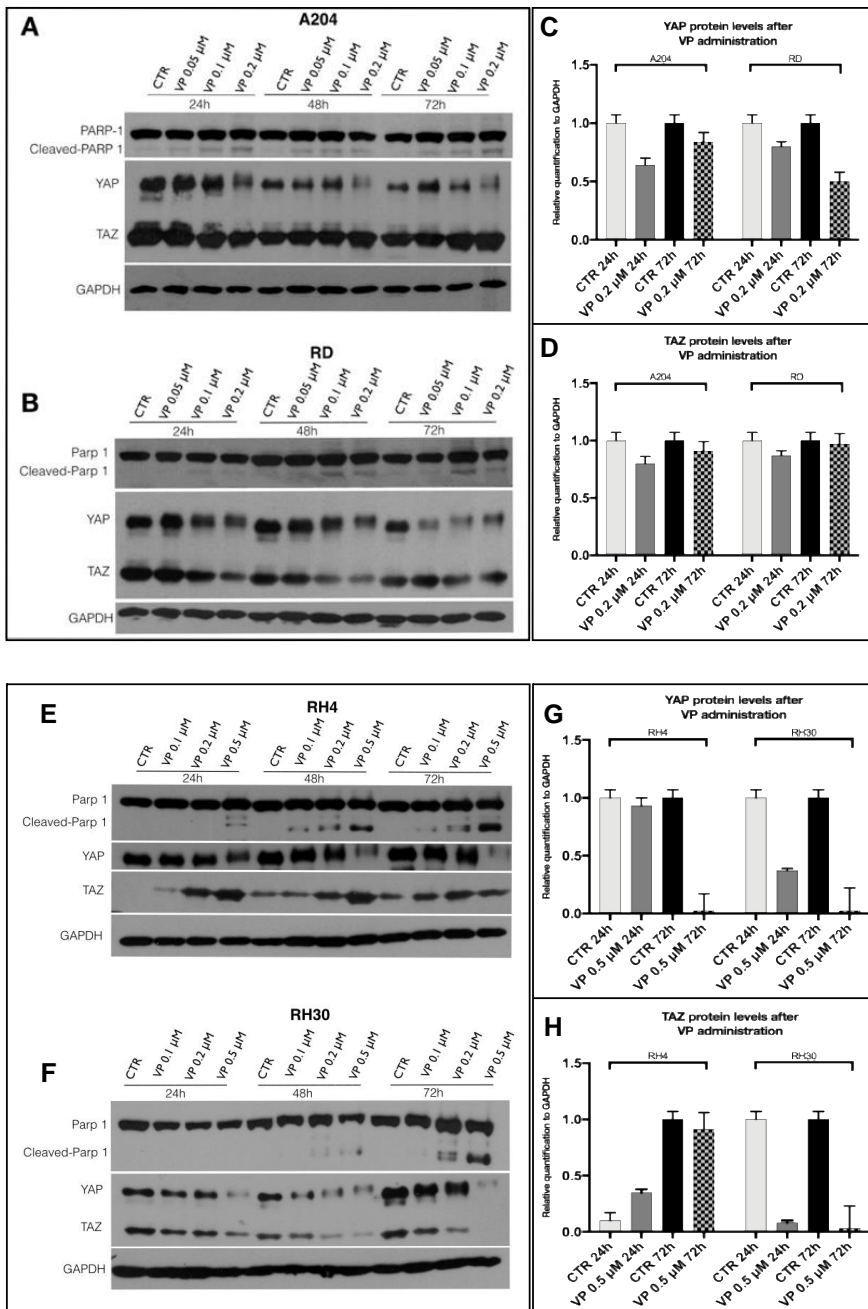 A
A204
CTR
VP 0.05 µM
VP 0.1 µM
VP 0.2 µM
CTR
VP 0.05 µM
VP 0.1 µM
VP 0.2 µM
CTR
VP 0.05 µM
VP 0.1 µM
VP 0.2 µM
24h
48h
72h
PARP-1
Cleaved-PARP 1
YAP
TAZ
GAPDH
RD
B
CTR
VP 0.05 µM
VP 0.1 µM
VP 0.2 µM
CTR
VP 0.05 µM
VP 0.1 µM
VP 0.2 µM
CTR
VP 0.05 µM
VP 0.1 µM
VP 0.2 µM
24h
48h
72h
Parp 1
Cleaved-Parp 1
YAP
TAZ
GAPDH
C
YAP protein levels after
VP administration
A204
RD
Relative quantification to GAPDH
1.5
1.0
0.5
0.0
CTR 24h
VP 0.2 µM 24h
CTR 72h
VP 0.2 µM 72h
CTR 24h
VP 0.2 µM 24h
CTR 72h
VP 0.2 µM 72h
D
TAZ protein levels after
VP administration
A204
RD
Relative quantification to GAPDH
1.5
1.0
0.5
0.0
CTR 24h
VP 0.2 µM 24h
CTR 72h
VP 0.2 µM 72h
CTR 24h
VP 0.2 µM 24h
CTR 72h
VP 0.2 µM 72h
E
RH4
CTR
VP 0.1 µM
VP 0.2 µM
VP 0.5 µM
CTR
VP 0.1 µM
VP 0.2 µM
VP 0.5 µM
CTR
VP 0.1 µM
VP 0.2 µM
VP 0.5 µM
24h
48h
72h
Parp 1
Cleaved-Parp 1
YAP
TAZ
GAPDH
RH30
F
CTR
VP 0.1 µM
VP 0.2 µM
VP 0.5 µM
CTR
VP 0.1 µM
VP 0.2 µM
VP 0.5 µM
CTR
VP 0.1 µM
VP 0.2 µM
VP 0.5 µM
24h
48h
72h
Parp 1
Cleaved-Parp 1
YAP
TAZ
GAPDH
G
YAP protein levels after
VP administration
RH4
RH30
Relative quantification to GAPDH
1.5
1.0
0.5
0.0
CTR 24h
VP 0.5 µM 24h
CTR 72h
VP 0.5 µM 72h
CTR 24h
VP 0.5 µM 24h
CTR 72h
VP 0.5 µM 72h
H
TAZ protein levels after
VP administration
RH4
RH30
Relative quantification to GAPDH
1.5
1.0
0.5
0.0
CTR 24h
VP 0.5 µM 24h
CTR 72h
VP 0.5 µM 72h
CTR 24h
VP 0.5 µM 24h
CTR 72h
VP 0.5 µM 72h